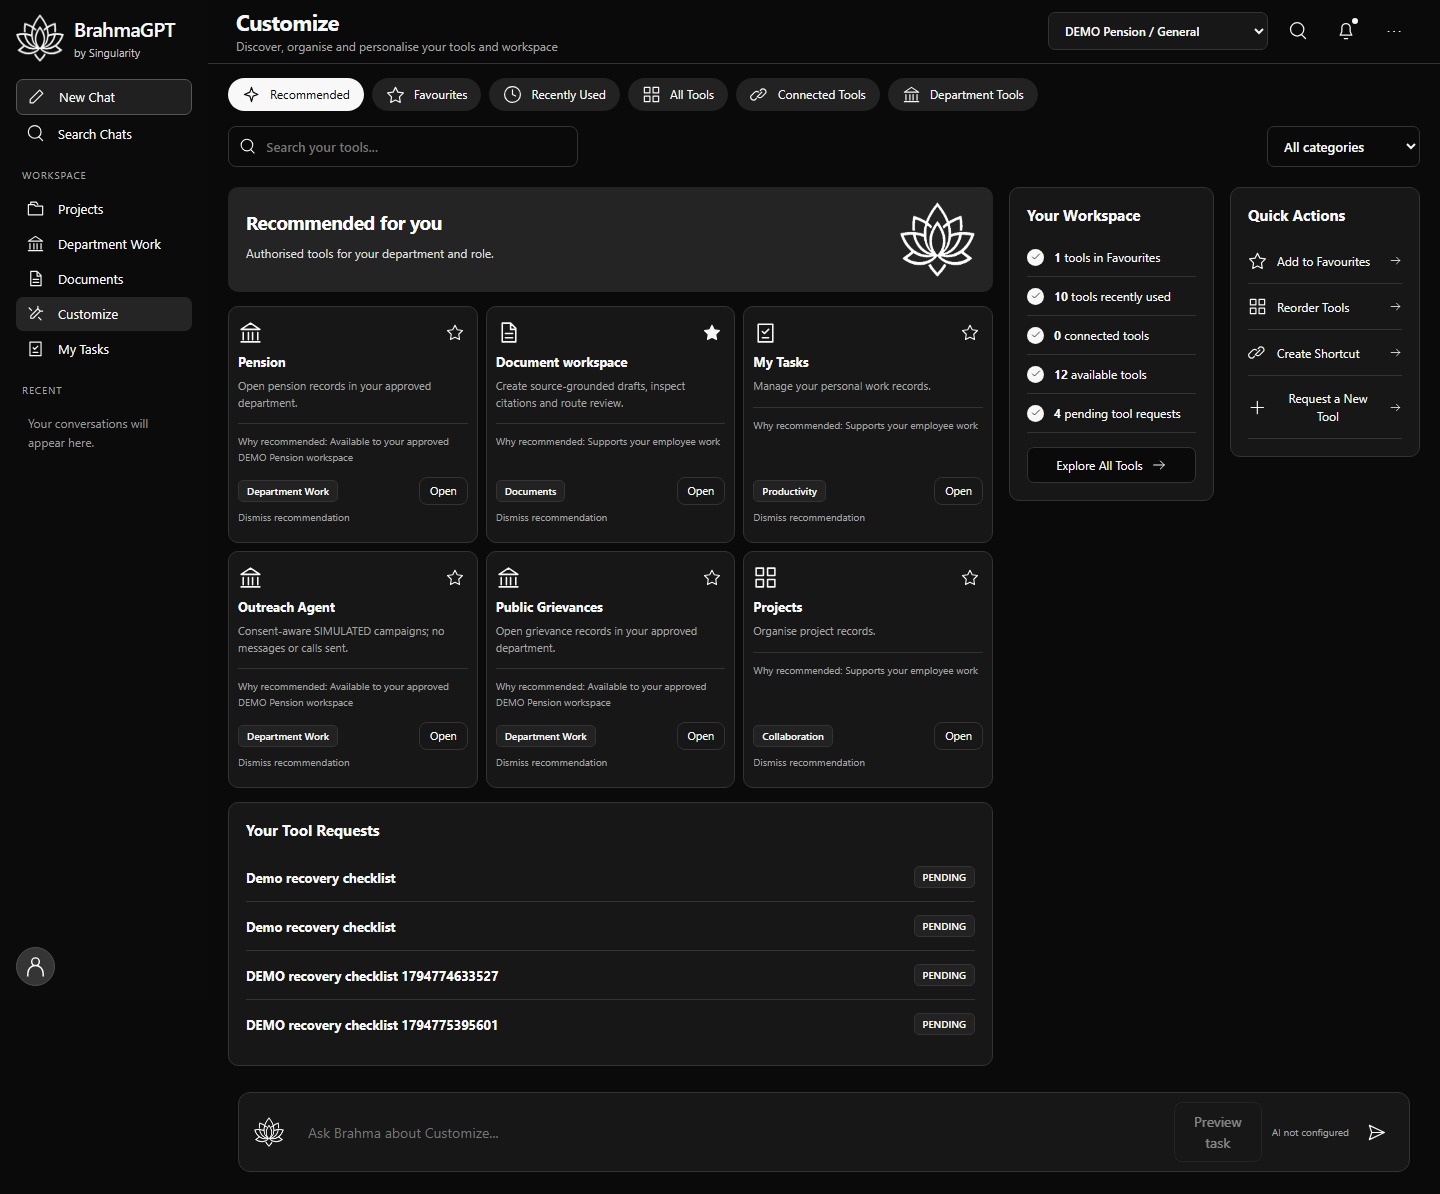 BrahmaGPT
by Singularity
New Chat
Search Chats
WORKSPACE
Projects
Department Work
Documents
Customize
My Tasks
RECENT
Your conversations will
appear here.
Customize
Discover, organise and personalise your tools and workspace
DEMO Pension / General
Recommended
Favourites
Recently Used
All Tools
Connected Tools
Department Tools
Search your tools...
All categories
Recommended for you
Authorised tools for your department and role.
Pension
Open pension records in your approved
department.
Why recommended: Available to your approved
DEMO Pension workspace
Department Work
Open
Dismiss recommendation
Document workspace
Create source-grounded drafts, inspect
citations and route review.
Why recommended: Supports your employee work
Documents
Open
Dismiss recommendation
My Tasks
Manage your personal work records.
Why recommended: Supports your employee work
Productivity
Open
Dismiss recommendation
Outreach Agent
Consent-aware SIMULATED campaigns; no
messages or calls sent.
Why recommended: Available to your approved
DEMO Pension workspace
Department Work
Open
Dismiss recommendation
Public Grievances
Open grievance records in your approved
department.
Why recommended: Available to your approved
DEMO Pension workspace
Department Work
Open
Dismiss recommendation
Projects
Organise project records.
Why recommended: Supports your employee work
Collaboration
Open
Dismiss recommendation
Your Tool Requests
Demo recovery checklist
PENDING
Demo recovery checklist
PENDING
DEMO recovery checklist 1794774633527
PENDING
DEMO recovery checklist 1794775395601
PENDING
Your Workspace
1 tools in Favourites
10 tools recently used
0 connected tools
12 available tools
4 pending tool requests
Explore All Tools
Quick Actions
Add to Favourites
Reorder Tools
Create Shortcut
Request a New
Tool
Ask Brahma about Customize...
Preview
task
AI not configured